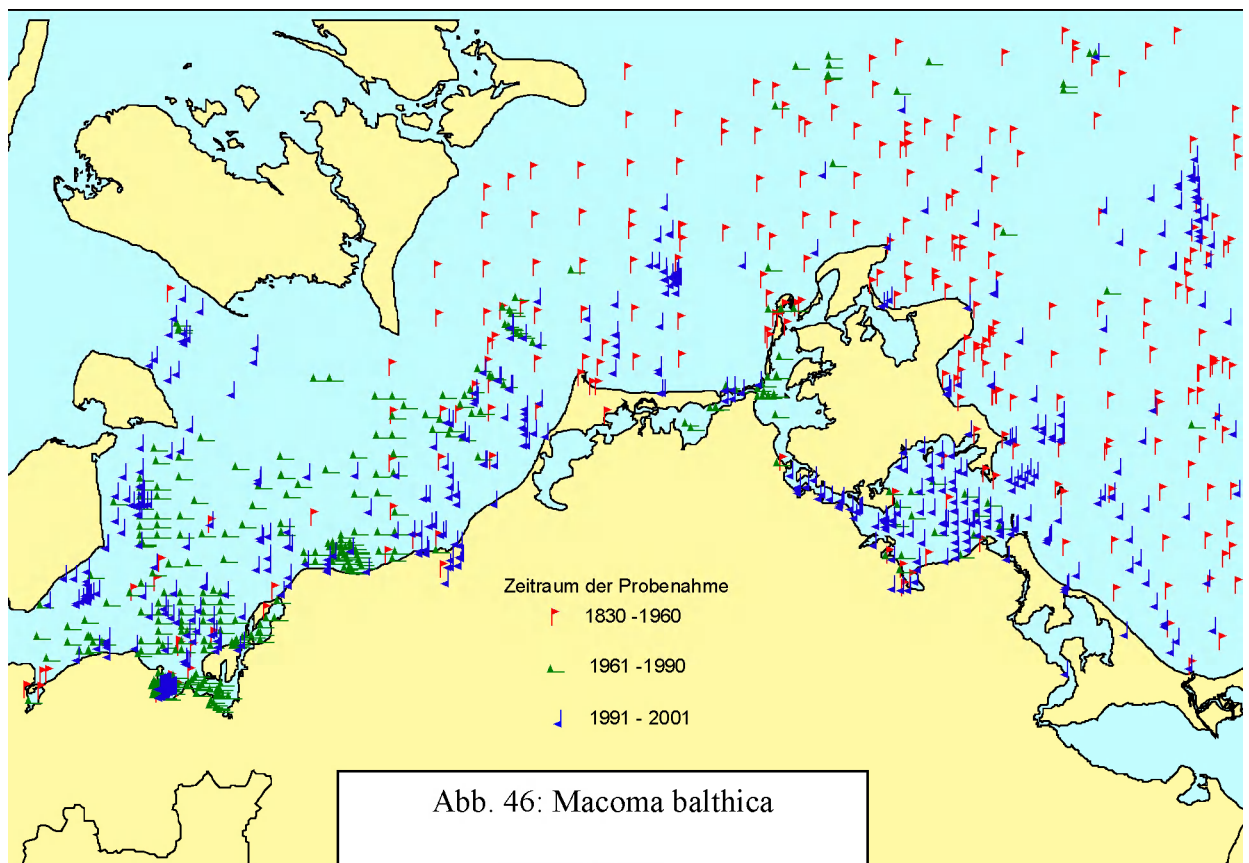 Zeitraum der Probenahme
1830 -1960
1961 -1990
1991 - 2001
Abb. 46: Macoma balthica